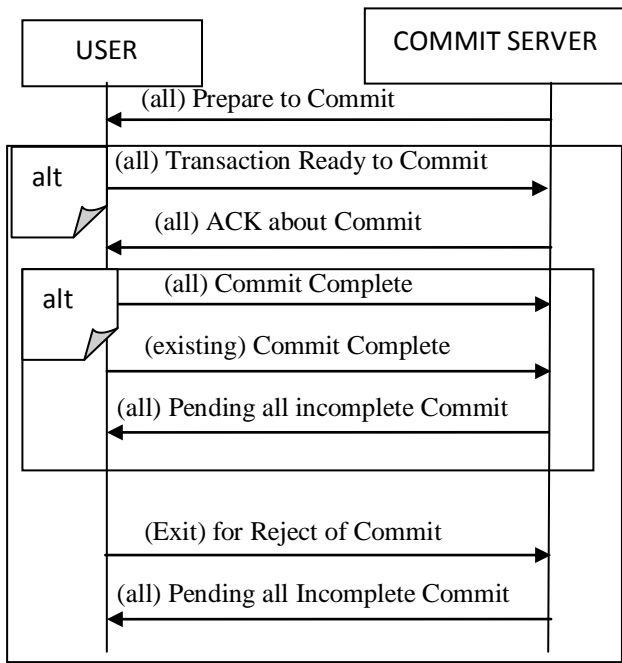 USER
COMMIT SERVER
(all) Prepare to Commit
alt
(all) Transaction Ready to Commit
(all) ACK about Commit
alt
(all) Commit Complete
(existing) Commit Complete
(all) Pending all incomplete Commit
(Exit) for Reject of Commit
(all) Pending all Incomplete Commit